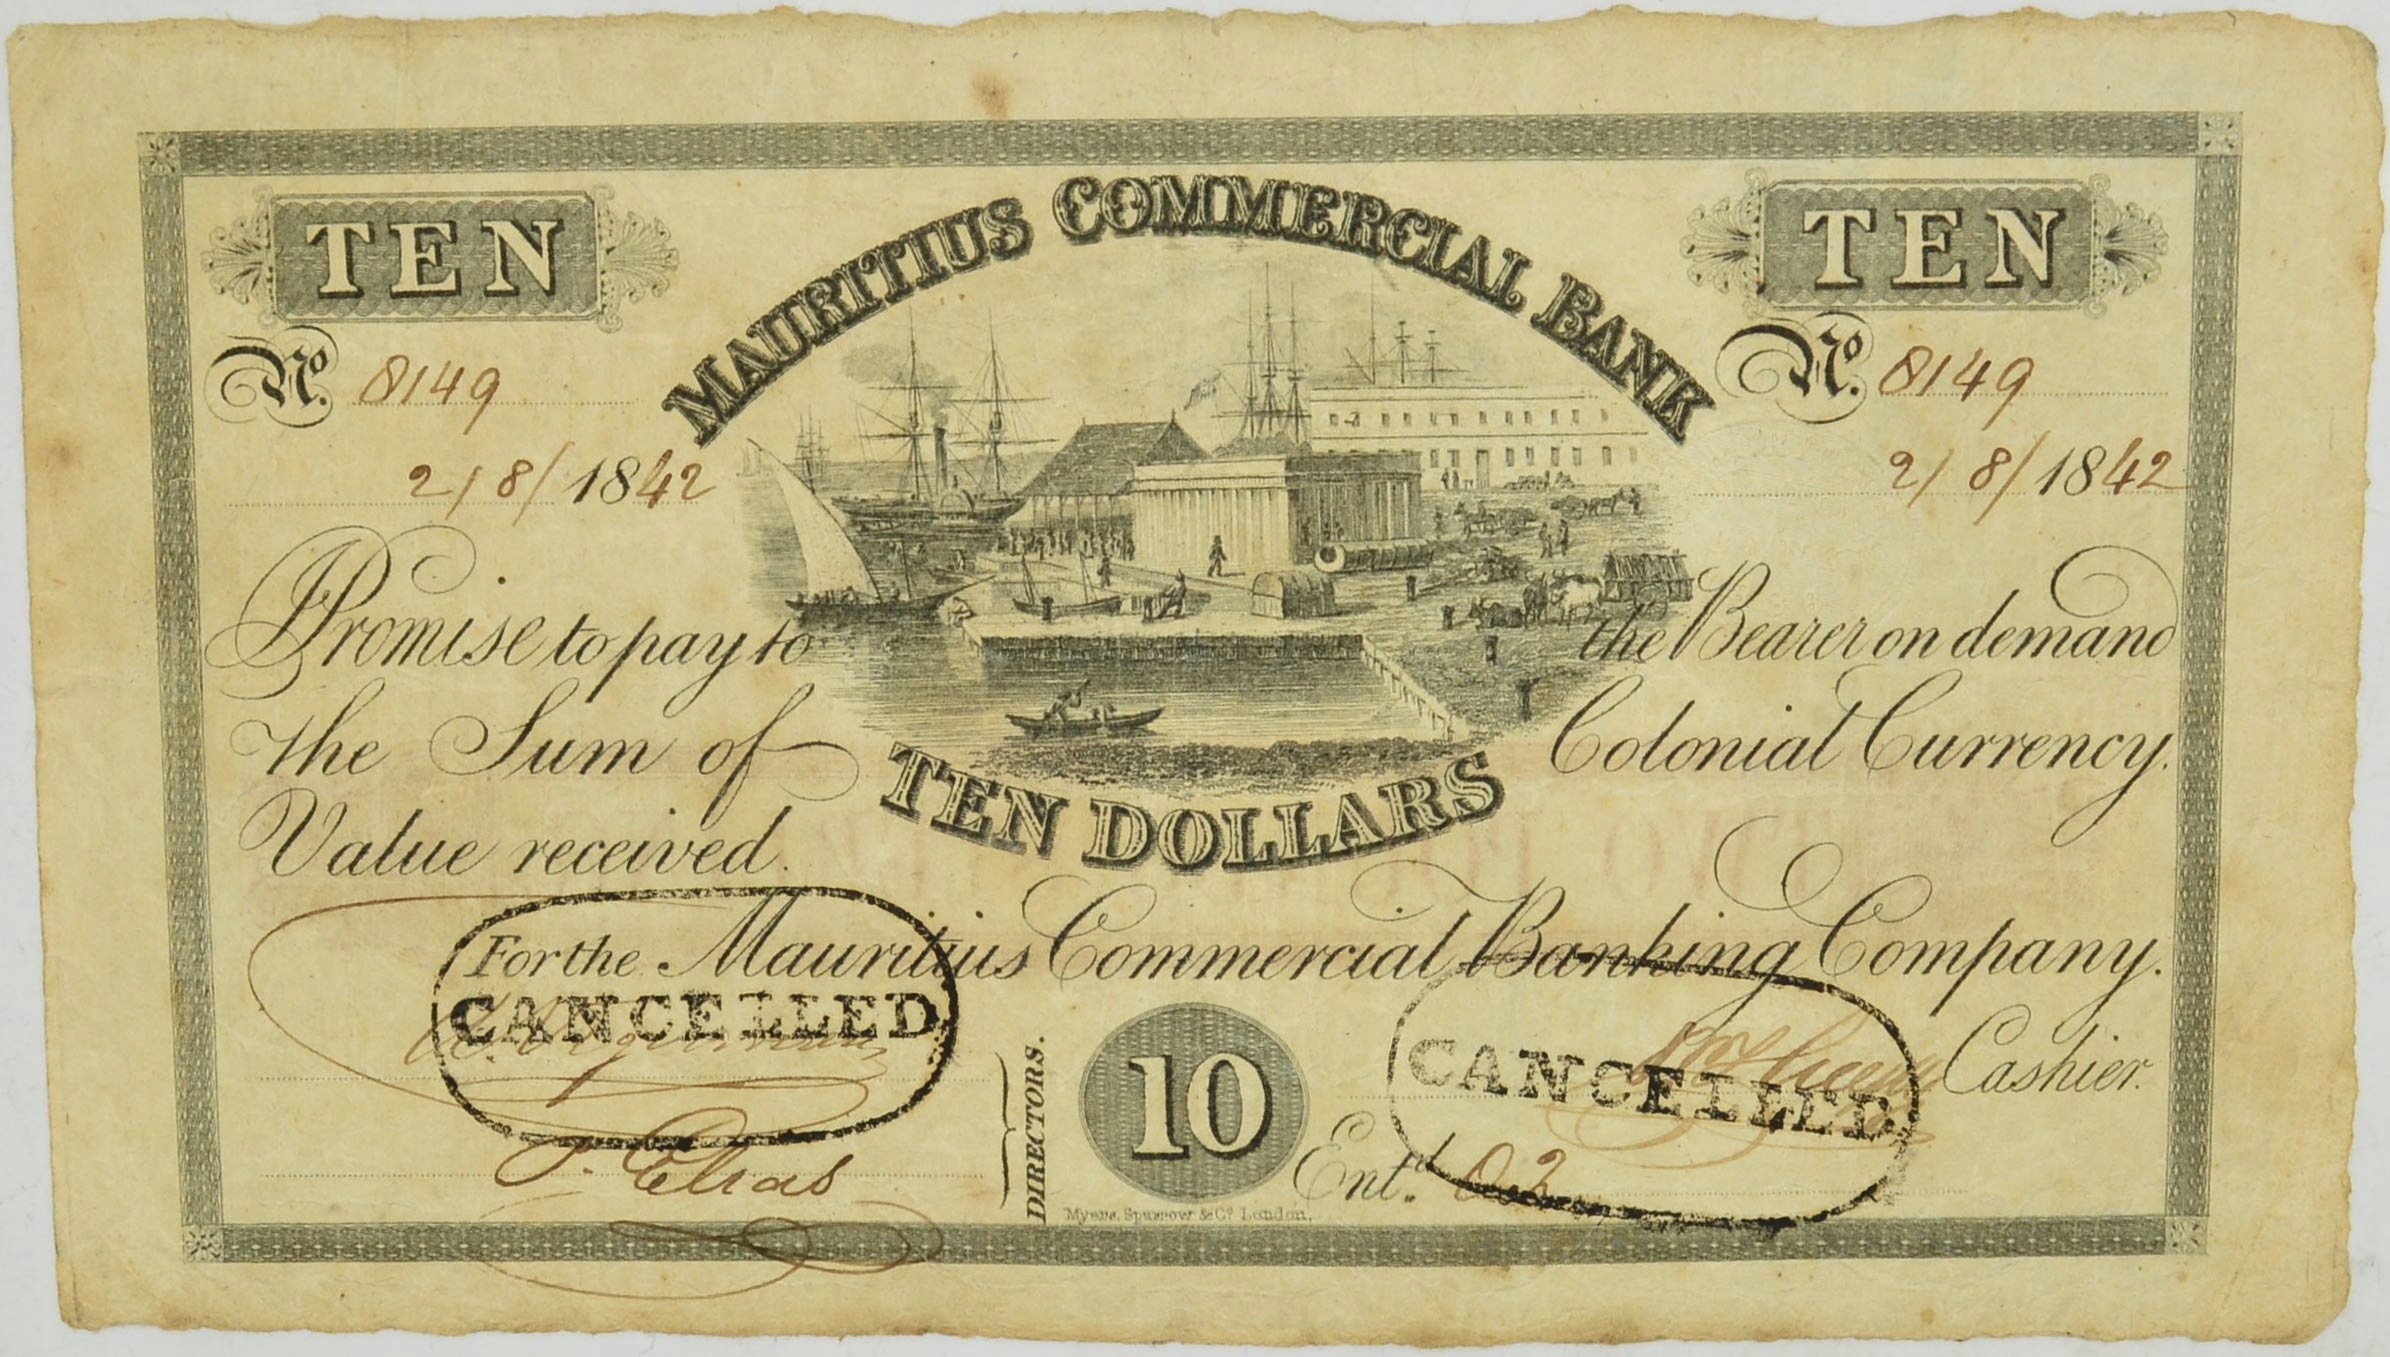 MAURITIUS COMMERCIAL BANK
TEN TEN
No. 8149 No. 8149
2/8/1842 2/8/1842
I Promise to pay to the Bearer on demand
the Sum of TEN DOLLARS Colonial Currency.
Value received.
For the Mauritius Commercial Banking Company.
CANCELLED CANCELLED
Cashier.
DIRECTORS.
10
Elias
Entd. 02
Myers, Sparrow & Co. London.